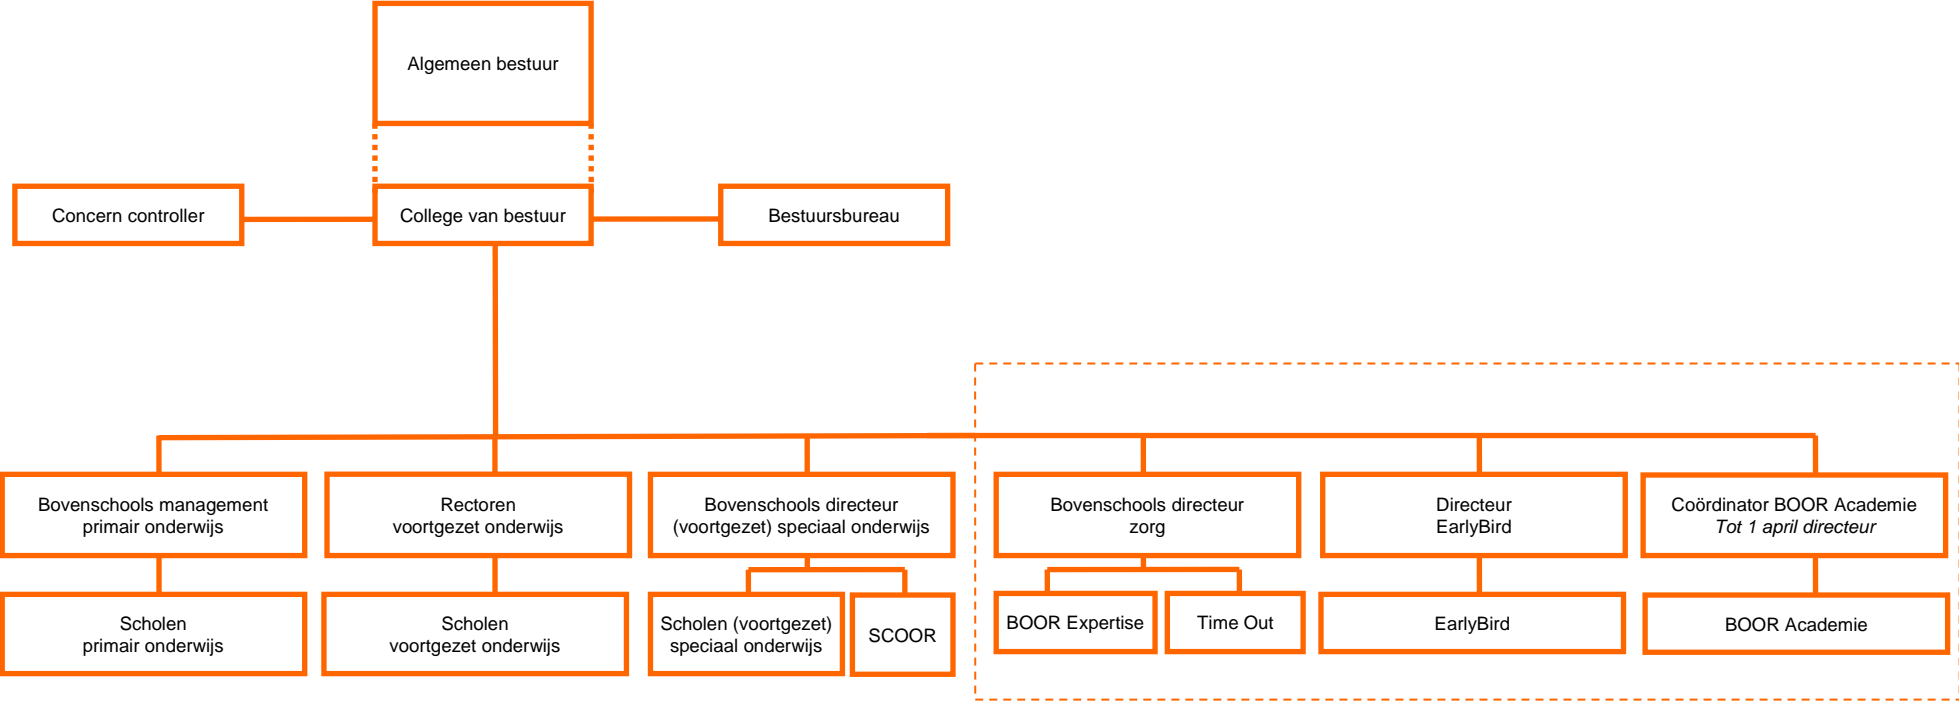 Algemeen bestuur
Concern controller
College van bestuur
Bestuursbureau
Bovenschools management
primair onderwijs
Rectoren
voortgezet onderwijs
Bovenschools directeur
(voortgezet) speciaal onderwijs
Bovenschools directeur
zorg
Directeur
EarlyBird
Coördinator BOOR Academie
Tot 1 april directeur
Scholen
primair onderwijs
Scholen
voortgezet onderwijs
Scholen (voortgezet)
speciaal onderwijs
SCOOR
BOOR Expertise
Time Out
EarlyBird
BOOR Academie